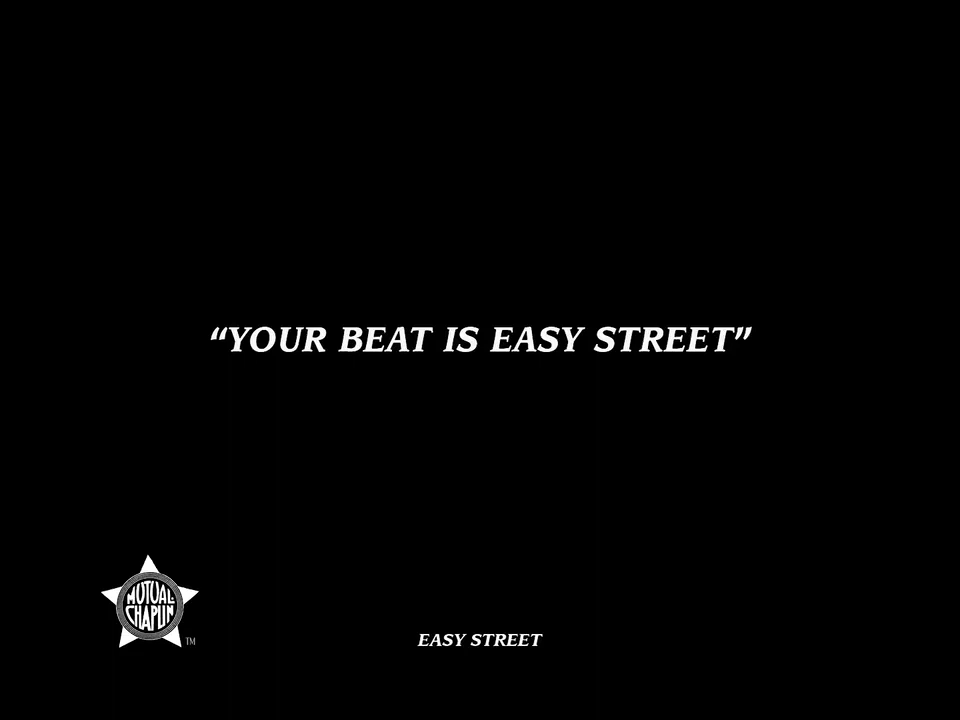 “YOUR BEAT IS EASY STREET”
MUTUAL-
CHAPLIN
TM
EASY STREET